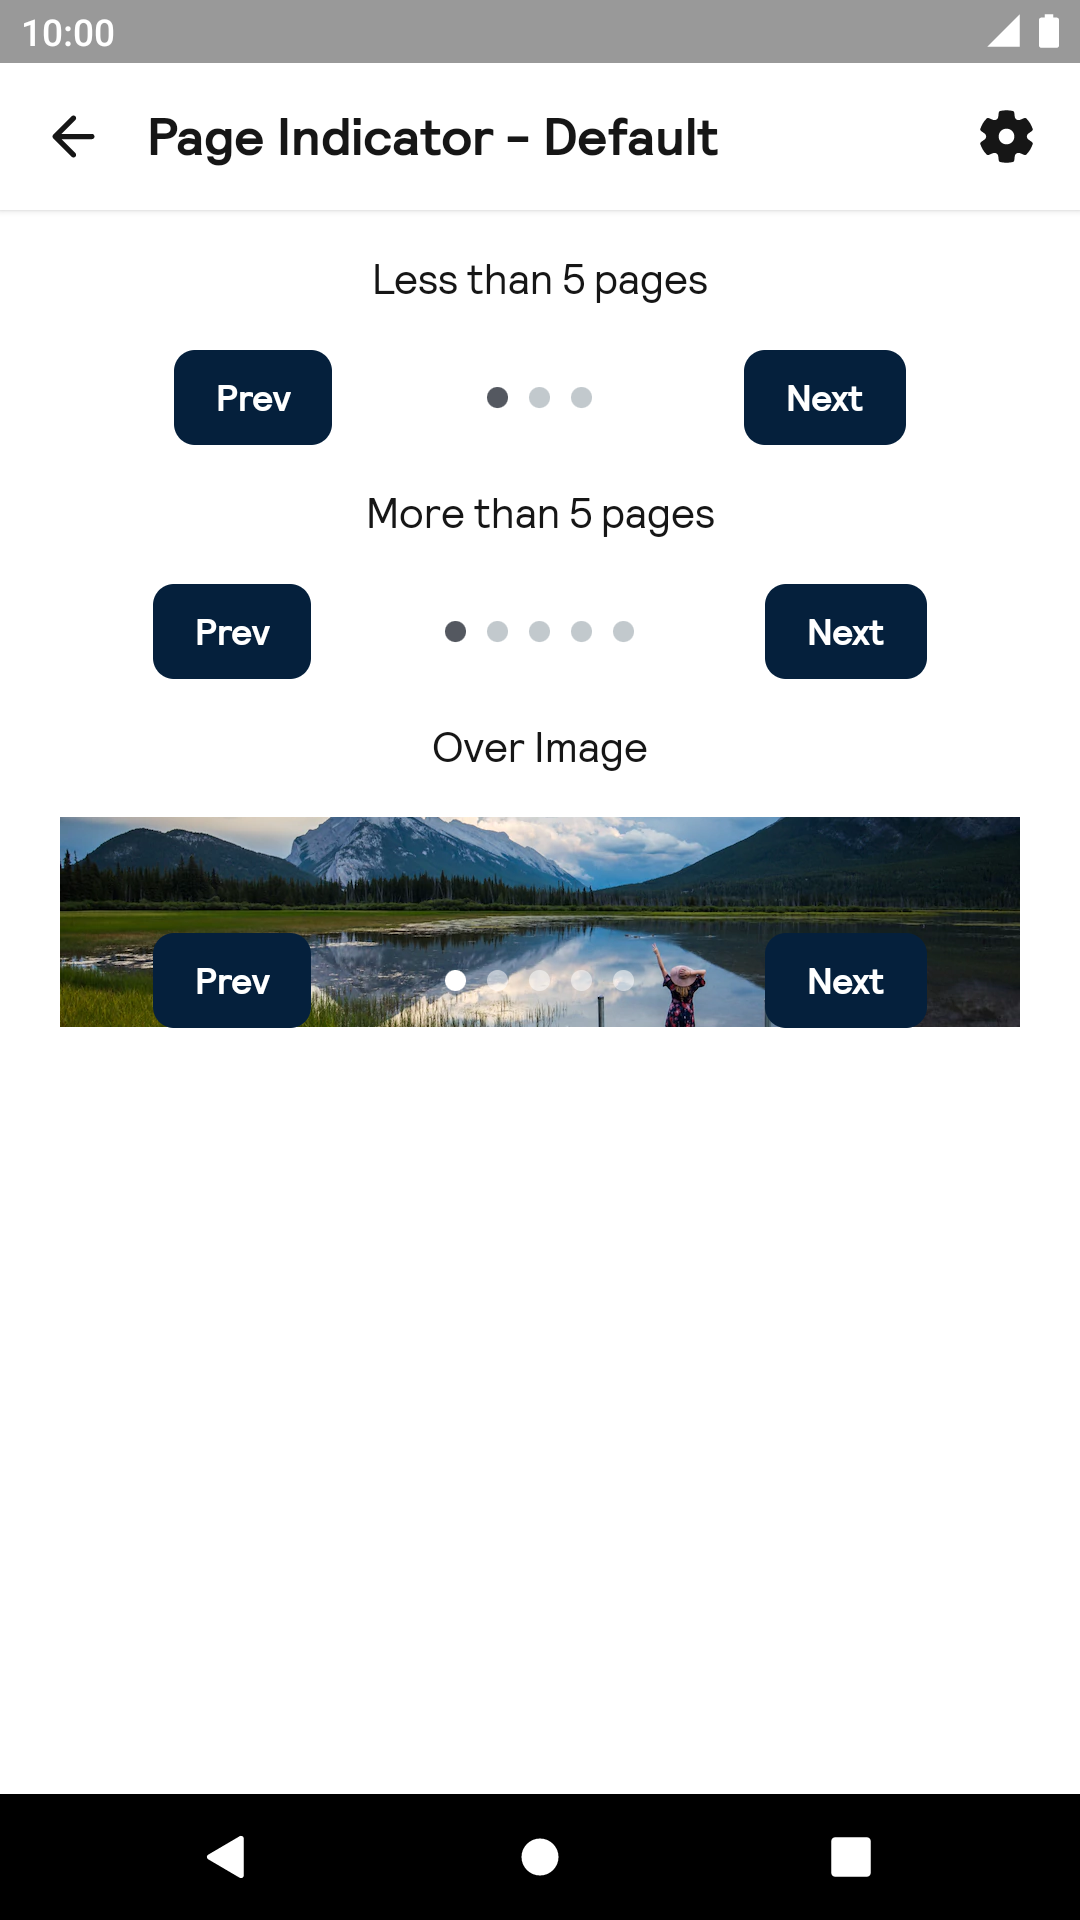 10:00
Page Indicator - Default
Less than 5 pages
Prev
Next
More than 5 pages
Prev
Next
Over Image
Prev
Next